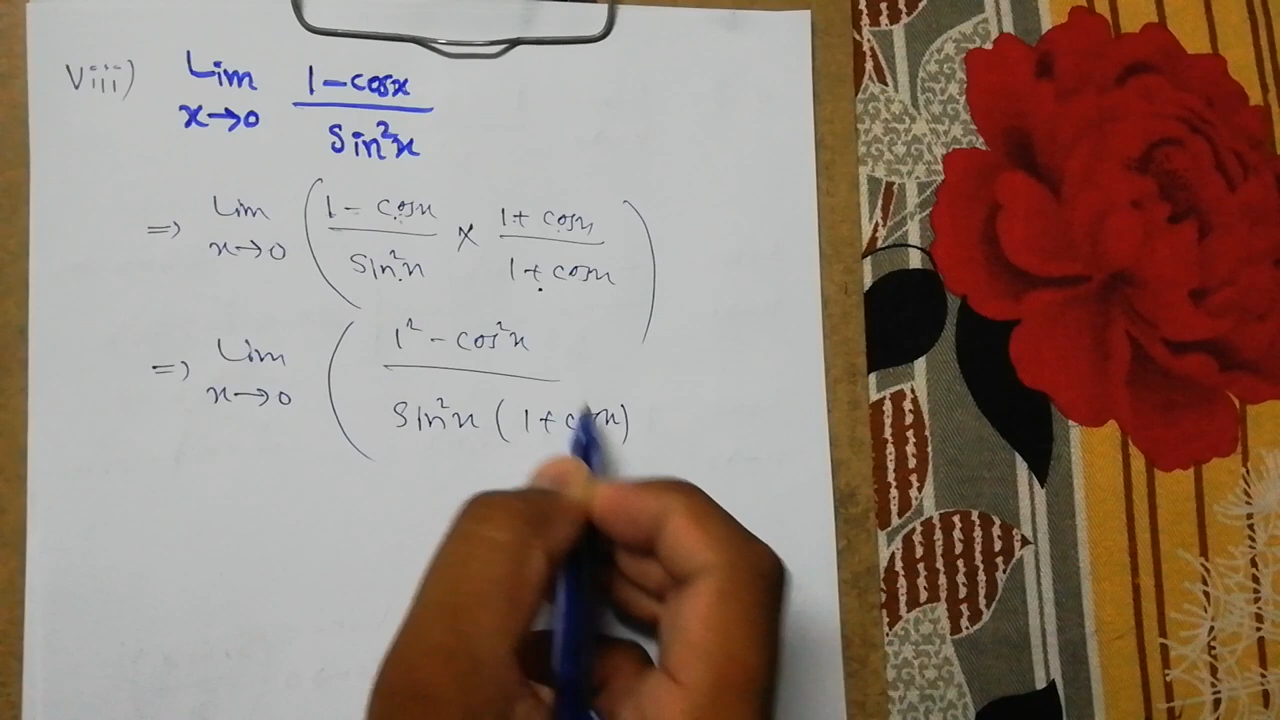 viii) Lim x→0 1-cosx / Sin²x
=> Lim x→0 ( 1 - cosx / Sin²x × 1 + cosx / 1 + cosx )
=> Lim x→0 ( 1² - cos²x / Sin²x ( 1 + cosx )